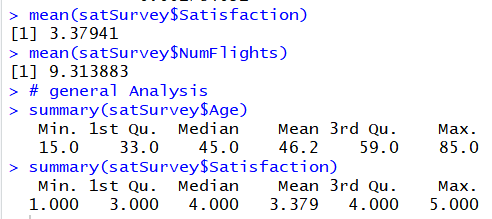 > mean(satSurvey$Satisfaction)
[1] 3.37941
> mean(satSurvey$NumFlights)
[1] 9.313883
> # general Analysis
> summary(satSurvey$Age)
   Min. 1st Qu.  Median    Mean 3rd Qu.    Max.
   15.0    33.0    45.0    46.2    59.0    85.0
> summary(satSurvey$Satisfaction)
   Min. 1st Qu.  Median    Mean 3rd Qu.    Max.
  1.000   3.000   4.000   3.379   4.000   5.000